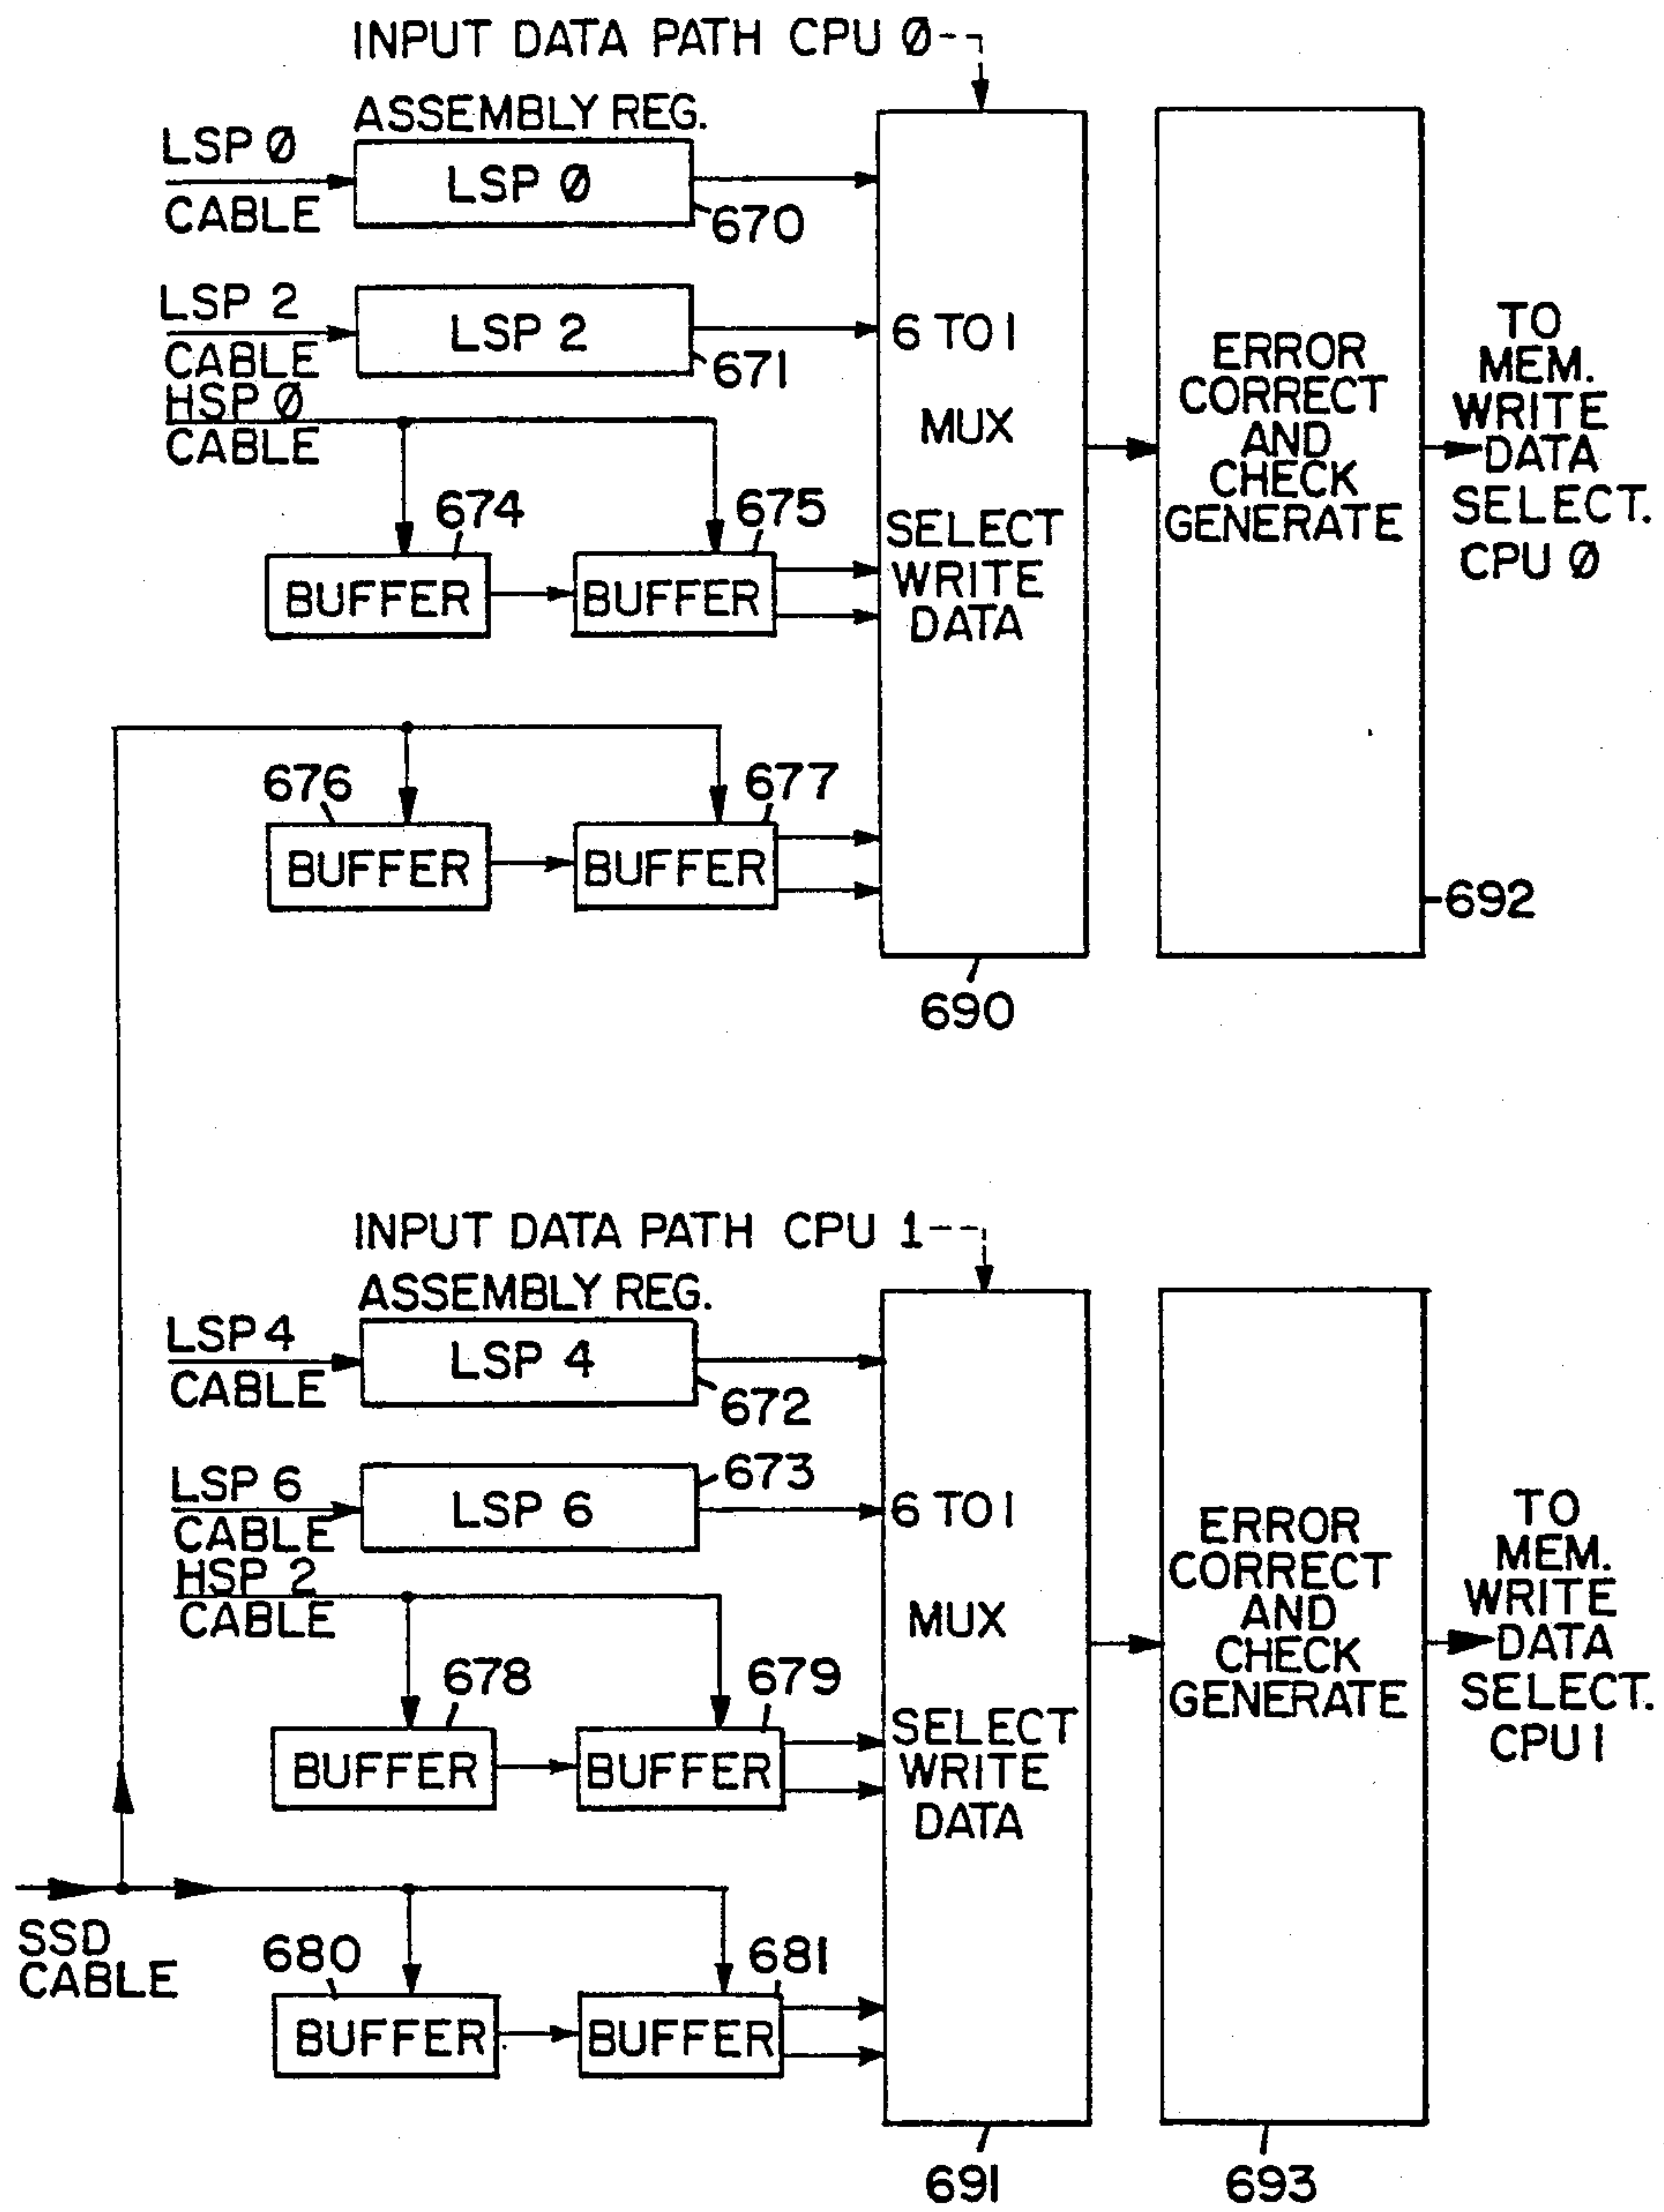 INPUT DATA PATH CPU 0
ASSEMBLY REG.
LSP 0
CABLE
LSP 0
670
LSP 2
CABLE
LSP 2
671
HSP 0
CABLE
674
675
BUFFER
BUFFER
676
677
BUFFER
BUFFER
6 TO 1
MUX
SELECT
WRITE
DATA
690
ERROR
CORRECT
AND
CHECK
GENERATE
692
TO
MEM.
WRITE
DATA
SELECT.
CPU 0
INPUT DATA PATH CPU 1
ASSEMBLY REG.
LSP 4
CABLE
LSP 4
672
LSP 6
CABLE
LSP 6
673
HSP 2
CABLE
678
679
BUFFER
BUFFER
SSD
CABLE
680
681
BUFFER
BUFFER
6 TO 1
MUX
SELECT
WRITE
DATA
691
ERROR
CORRECT
AND
CHECK
GENERATE
693
TO
MEM.
WRITE
DATA
SELECT.
CPU 1